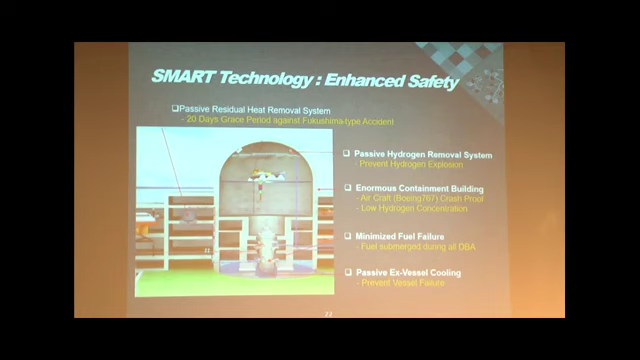 SMART Technology : Enhanced Safety
❑Passive Residual Heat Removal System
- 20 Days Grace Period against Fukushima-type Accident
❑ Passive Hydrogen Removal System
- Prevent Hydrogen Explosion
❑ Enormous Containment Building
- Air Craft (Boeing767) Crash Proof
- Low Hydrogen Concentration
❑ Minimized Fuel Failure
- Fuel submerged during all DBA
❑ Passive Ex-Vessel Cooling
- Prevent Vessel Failure